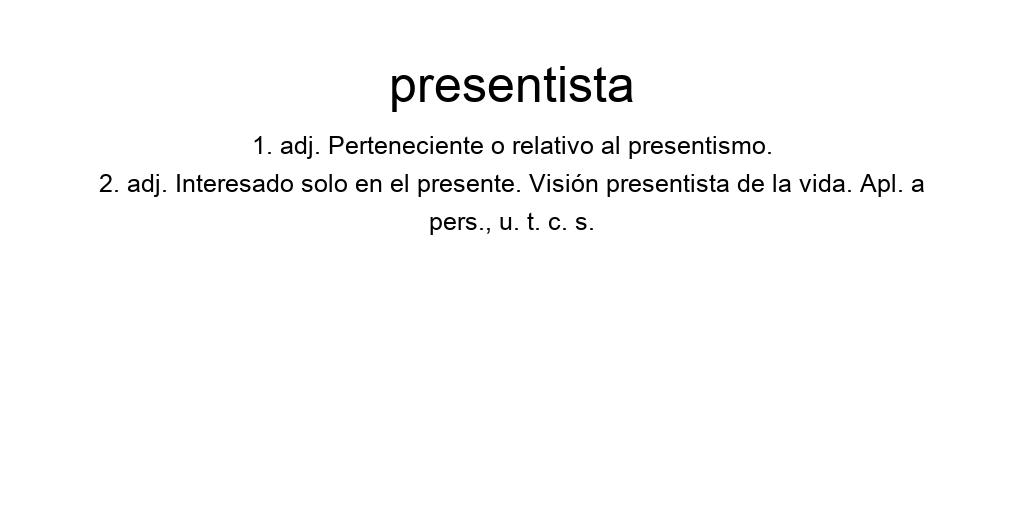 presentista
1. adj. Perteneciente o relativo al presentismo.
2. adj. Interesado solo en el presente. Visión presentista de la vida. Apl. a
pers., u. t. c. s.